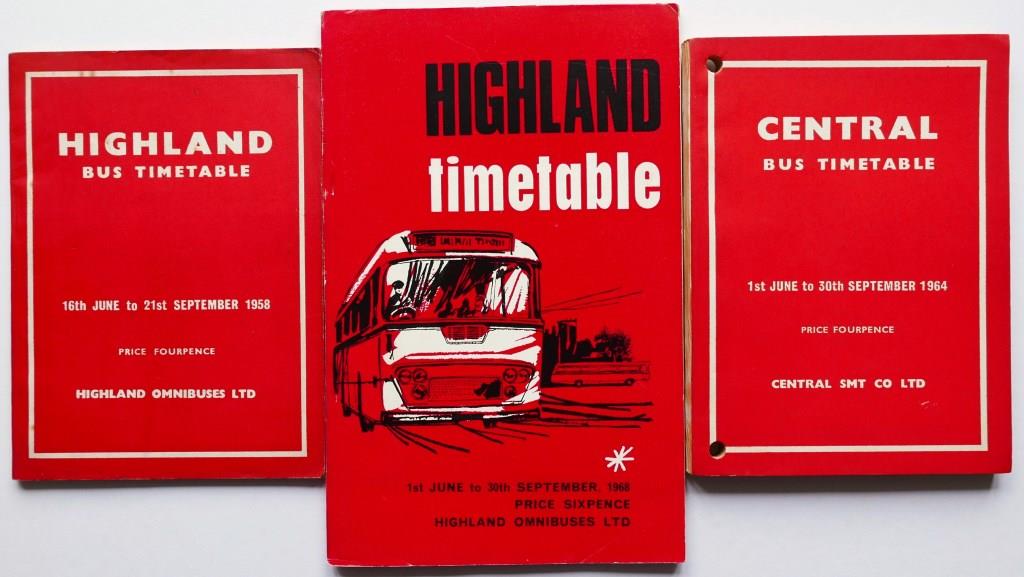 HIGHLAND
BUS TIMETABLE
16th JUNE to 21st SEPTEMBER 1958
PRICE FOURPENCE
HIGHLAND OMNIBUSES LTD
HIGHLAND
timetable
1st JUNE to 30th SEPTEMBER, 1968
PRICE SIXPENCE
HIGHLAND OMNIBUSES LTD
CENTRAL
BUS TIMETABLE
1st JUNE to 30th SEPTEMBER 1964
PRICE FOURPENCE
CENTRAL SMT CO LTD